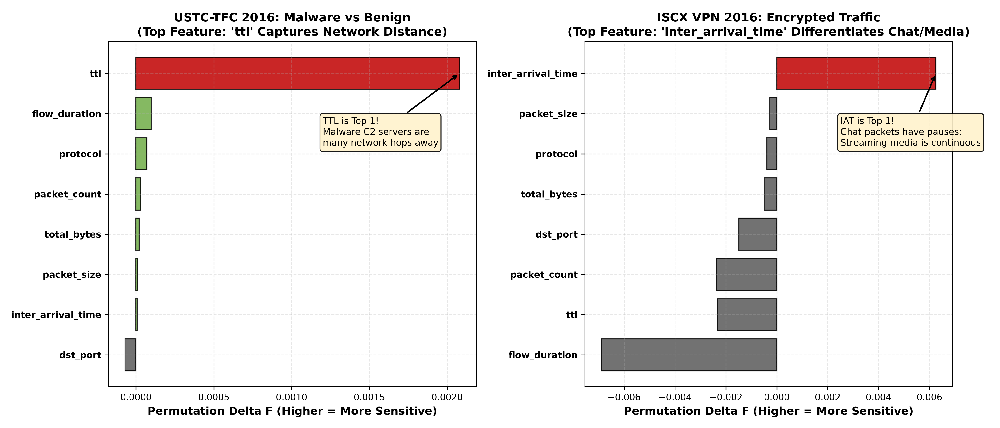 USTC-TFC 2016: Malware vs Benign
(Top Feature: 'ttl' Captures Network Distance)
ttl
flow_duration
protocol
packet_count
total_bytes
packet_size
inter_arrival_time
dst_port
TTL is Top 1!
Malware C2 servers are
many network hops away
0.0000 0.0005 0.0010 0.0015 0.0020
Permutation Delta F (Higher = More Sensitive)
ISCX VPN 2016: Encrypted Traffic
(Top Feature: 'inter_arrival_time' Differentiates Chat/Media)
inter_arrival_time
packet_size
protocol
total_bytes
dst_port
packet_count
ttl
flow_duration
IAT is Top 1!
Chat packets have pauses;
Streaming media is continuous
−0.006 −0.004 −0.002 0.000 0.002 0.004 0.006
Permutation Delta F (Higher = More Sensitive)